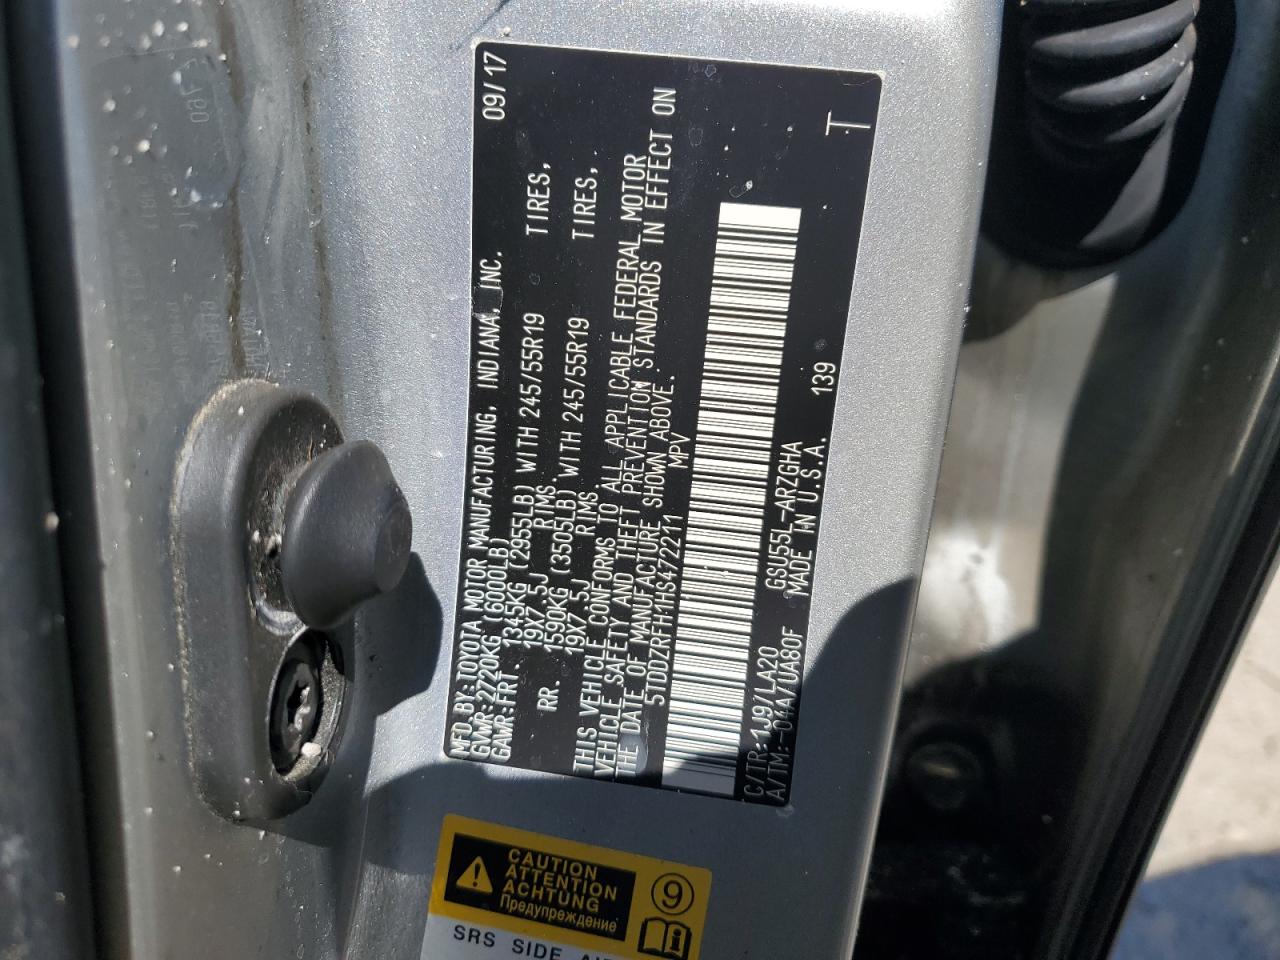 MFD.BY:TOYOTA MOTOR MANUFACTURING, INDIANA, INC. 09/17
GVWR:2720KG (6000LB)
GAWR:FRT. 1345KG (2955LB) WITH 245/55R19 TIRES,
19X7.5J RIMS.
RR. 1590KG (3505LB) WITH 245/55R19 TIRES,
19X7.5J RIMS.
THIS VEHICLE CONFORMS TO ALL APPLICABLE FEDERAL MOTOR
VEHICLE SAFETY AND THEFT PREVENTION STANDARDS IN EFFECT ON
THE DATE OF MANUFACTURE SHOWN ABOVE.
5TDDZRFH1HS472211 MPV
C/TR:1J9/LA20 GSU55L-ARZGHA 139 T
A/TM:-04A/UA80F MADE IN U.S.A.
CAUTION
ATTENTION
ACHTUNG
Предупреждение
9
SRS SIDE